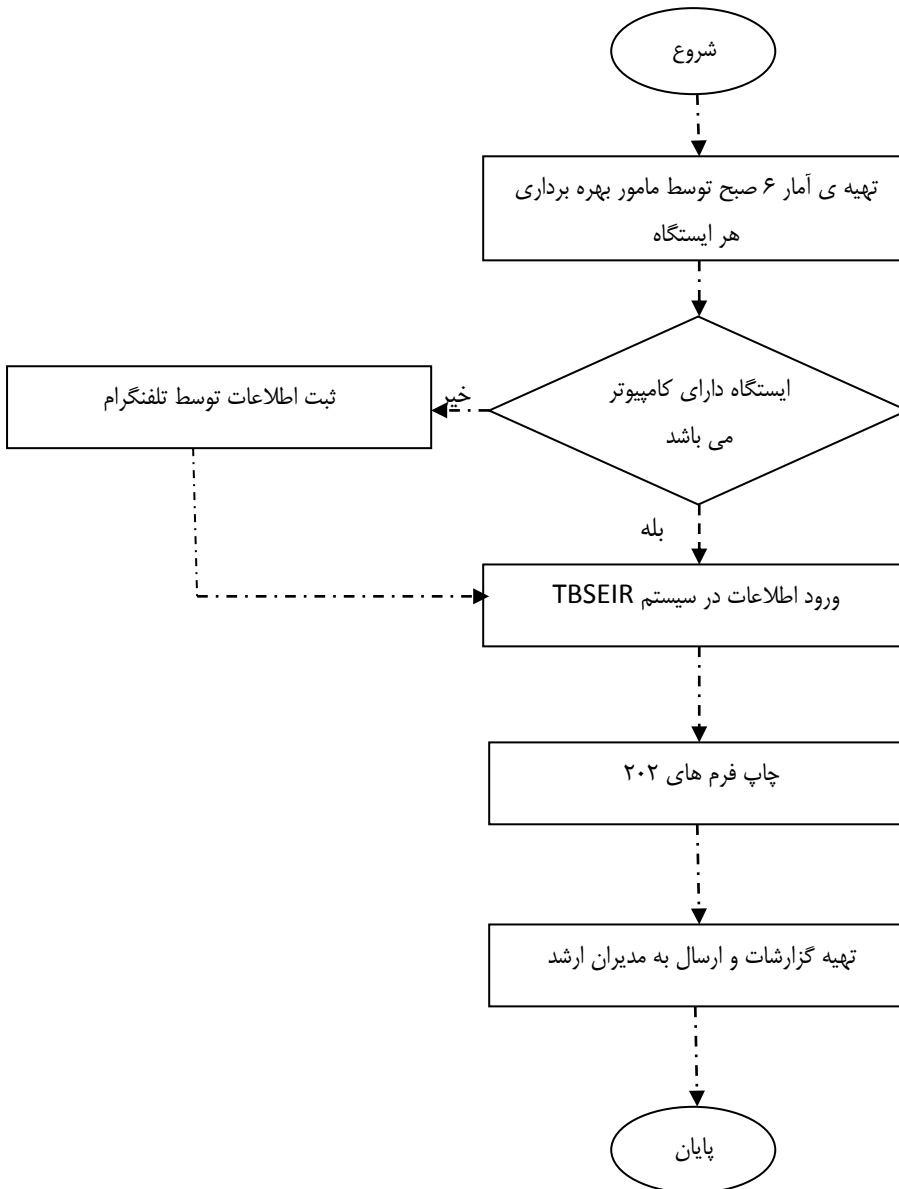 شروع
تهیه ی آمار ۶ صبح توسط مامور بهره برداری
هر ایستگاه
ایستگاه دارای کامپیوتر
می باشد
خیر
ثبت اطلاعات توسط تلفنگرام
بله
ورود اطلاعات در سیستم TBSEIR
چاپ فرم های ۲۰۲
تهیه گزارشات و ارسال به مدیران ارشد
پایان